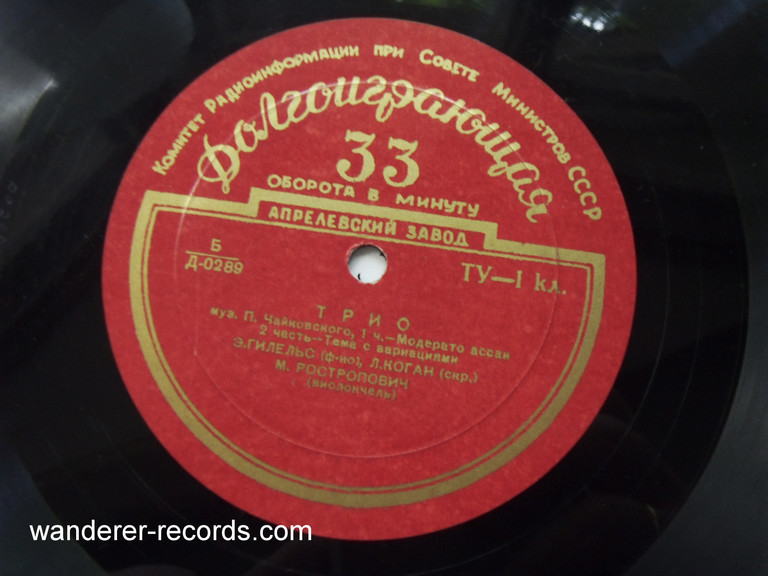 Комитет Радиоинформации при Совете Министров СССР
Долгоиграющая
33
ОБОРОТА В МИНУТУ
АПРЕЛЕВСКИЙ ЗАВОД
Б
Д-0289
ТУ—I кл.
ТРИО
муз. П. Чайковского, 1 ч.—Модерато ассаи
2 часть—Тема с вариациями
Э.ГИЛЕЛЬС (ф-но), Л.КОГАН (скр.)
М. РОСТРОПОВИЧ
(виолончель)
wanderer-records.com